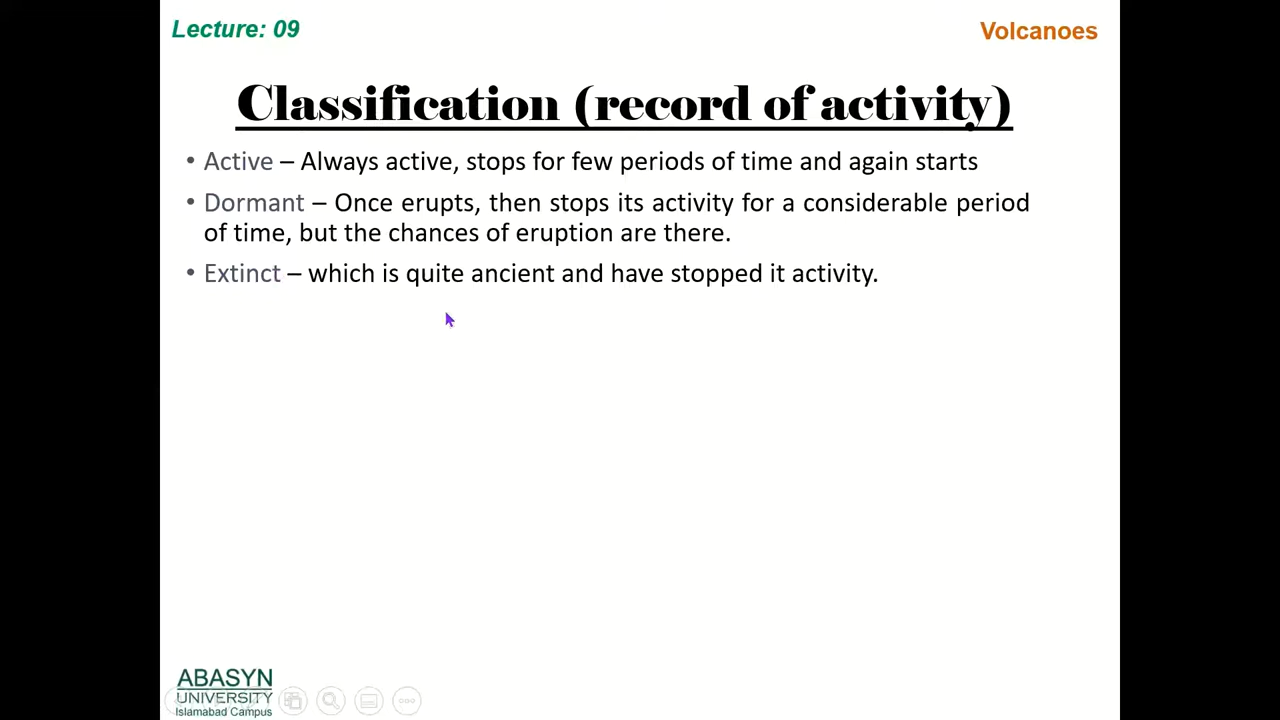 Lecture: 09
Volcanoes
Classification (record of activity)
• Active – Always active, stops for few periods of time and again starts
• Dormant – Once erupts, then stops its activity for a considerable period
of time, but the chances of eruption are there.
• Extinct – which is quite ancient and have stopped it activity.
ABASYN
UNIVERSITY
Islamabad Campus